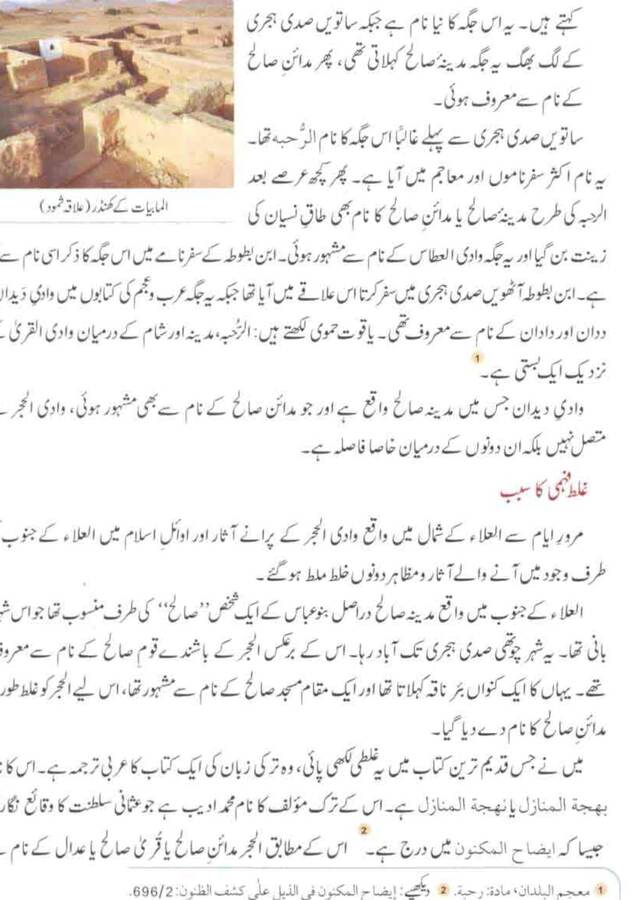 کہتے ہیں۔ یہ اس جگہ کا نیا نام ہے جبکہ ساتویں صدی ہجری
کے لگ بھگ یہ جگہ مدینۂ صالح کہلاتی تھی، پھر مدائنِ صالح
کے نام سے معروف ہوئی۔
ساتویں صدی ہجری سے پہلے غالبًا اس جگہ کا نام الرُّحبہ تھا۔
یہ نام اکثر سفرناموں اور معاجم میں آیا ہے۔ پھر کچھ عرصے بعد
الرحبہ کی طرح مدینۂ صالح یا مدائنِ صالح کا نام بھی طاقِ نسیان کی
المابیات کے کھنڈر (علاقہ ثمود)
زینت بن گیا اور یہ جگہ وادی العطاس کے نام سے مشہور ہوئی۔ ابن بطوطہ کے سفرنامے میں اس جگہ کا ذکر اسی نام سے
ہے۔ ابن بطوطہ آٹھویں صدی ہجری میں سفر کرتا اس علاقے میں آیا تھا جبکہ یہ جگہ عرب وعجم کی کتابوں میں وادیِ دَیدان
ددان اور دادان کے نام سے معروف تھی۔ یاقوت حموی لکھتے ہیں: الرُّحبہ، مدینہ اور شام کے درمیان وادی القریٰ
نزدیک ایک بستی ہے۔ 1
وادیِ دیدان جس میں مدینہ صالح واقع ہے اور جو مدائن صالح کے نام سے بھی مشہور ہوئی، وادی الحجر
متصل نہیں بلکہ ان دونوں کے درمیان خاصا فاصلہ ہے۔
غلط فہمی کا سبب
مرورِ ایام سے العلاء کے شمال میں واقع وادی الحجر کے پرانے آثار اور اوائلِ اسلام میں العلاء کے جنوب
طرف وجود میں آنے والے آثار و مظاہر دونوں خلط ملط ہوگئے۔
العلاء کے جنوب میں واقع مدینہ صالح دراصل بنو عباس کے ایک شخص ”صالح“ کی طرف منسوب تھا جو اس
بانی تھا۔ یہ شہر چوتھی صدی ہجری تک آباد رہا۔ اس کے برعکس الحجر کے باشندے قومِ صالح کے نام سے
تھے۔ یہاں کا ایک کنواں بئرِ ناقہ کہلاتا تھا اور ایک مقام مسجد صالح کے نام سے مشہور تھا، اس لیے الحجر کو غلط طور
مدائنِ صالح کا نام دے دیا گیا۔
میں نے جس قدیم ترین کتاب میں یہ غلطی لکھی پائی، وہ ترکی زبان کی ایک کتاب کا عربی ترجمہ ہے۔ اس کا
بهجة المنازل یا نهجة المنازل ہے۔ اس کے ترک مؤلف کا نام محمد ادیب ہے جو عثمانی سلطنت کا وقائع نگار
جیسا کہ ایضاح المکنون میں درج ہے۔ 2 اس کے مطابق الحجر مدائنِ صالح یا قُریٰ صالح یا عدال کے نام
1 معجم البلدان، مادة: رحبة. 2 دیکھیے: إيضاح المكنون في الذيل على كشف الظنون: 696/2.